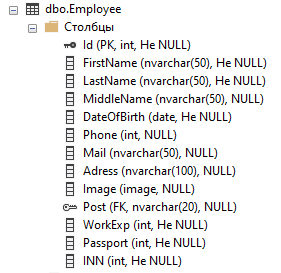 dbo.Employee
Столбцы
Id (PK, int, Не NULL)
FirstName (nvarchar(50), Не NULL)
LastName (nvarchar(50), Не NULL)
MiddleName (nvarchar(50), Не NULL)
DateOfBirth (date, Не NULL)
Phone (int, NULL)
Mail (nvarchar(50), NULL)
Adress (nvarchar(100), NULL)
Image (image, NULL)
Post (FK, nvarchar(20), NULL)
WorkExp (int, Не NULL)
Passport (int, Не NULL)
INN (int, Не NULL)